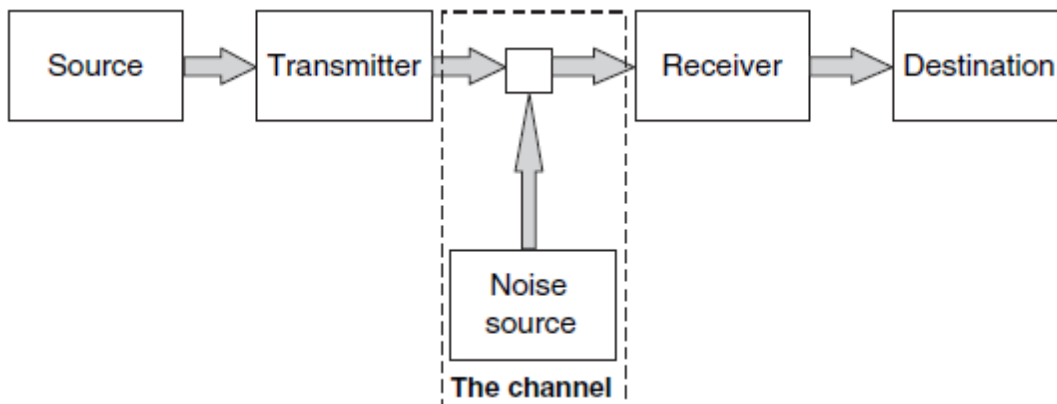 Source
Transmitter
Receiver
Destination
Noise
source
The channel